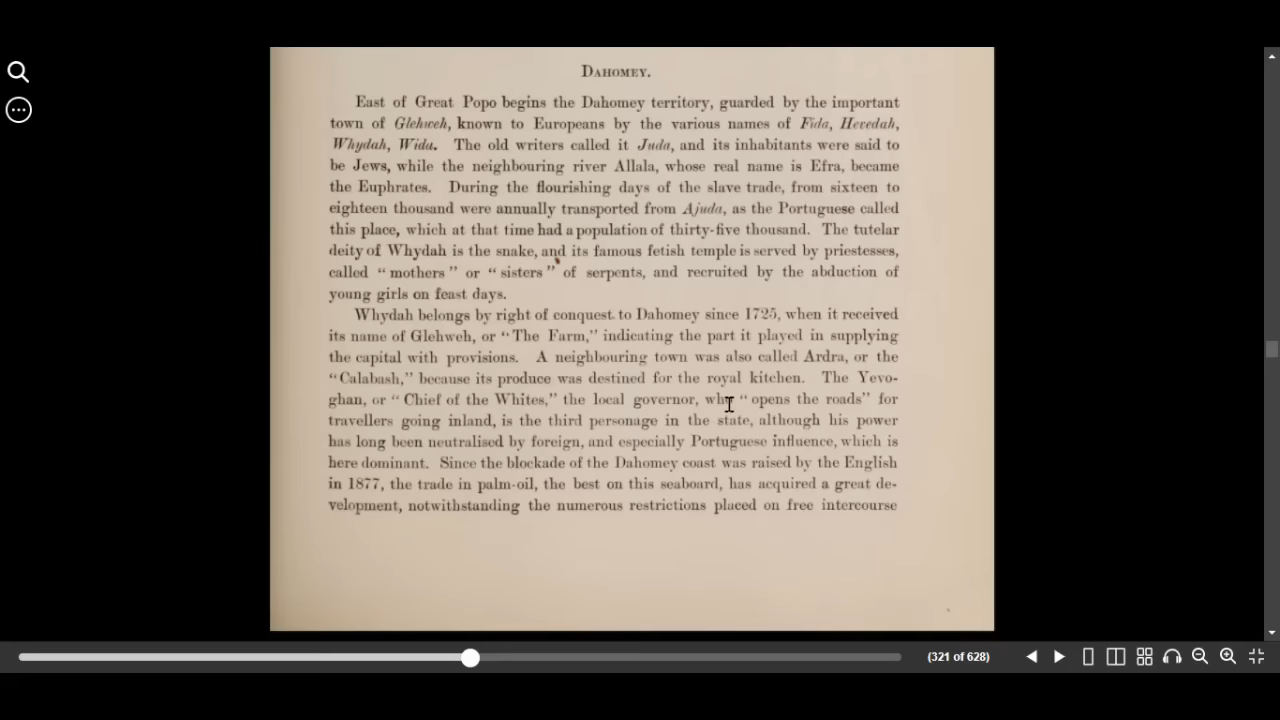 DAHOMEY.
East of Great Popo begins the Dahomey territory, guarded by the important
town of Glehweh, known to Europeans by the various names of Fida, Hevedah,
Whydah, Wida. The old writers called it Juda, and its inhabitants were said to
be Jews, while the neighbouring river Allala, whose real name is Efra, became
the Euphrates. During the flourishing days of the slave trade, from sixteen to
eighteen thousand were annually transported from Ajuda, as the Portuguese called
this place, which at that time had a population of thirty-five thousand. The tutelar
deity of Whydah is the snake, and its famous fetish temple is served by priestesses,
called “mothers” or “sisters” of serpents, and recruited by the abduction of
young girls on feast days.
Whydah belongs by right of conquest to Dahomey since 1725, when it received
its name of Glehweh, or “The Farm,” indicating the part it played in supplying
the capital with provisions. A neighbouring town was also called Ardra, or the
“Calabash,” because its produce was destined for the royal kitchen. The Yevo-
ghan, or “Chief of the Whites,” the local governor, who “opens the roads” for
travellers going inland, is the third personage in the state, although his power
has long been neutralised by foreign, and especially Portuguese influence, which is
here dominant. Since the blockade of the Dahomey coast was raised by the English
in 1877, the trade in palm-oil, the best on this seaboard, has acquired a great de-
velopment, notwithstanding the numerous restrictions placed on free intercourse
(321 of 628)